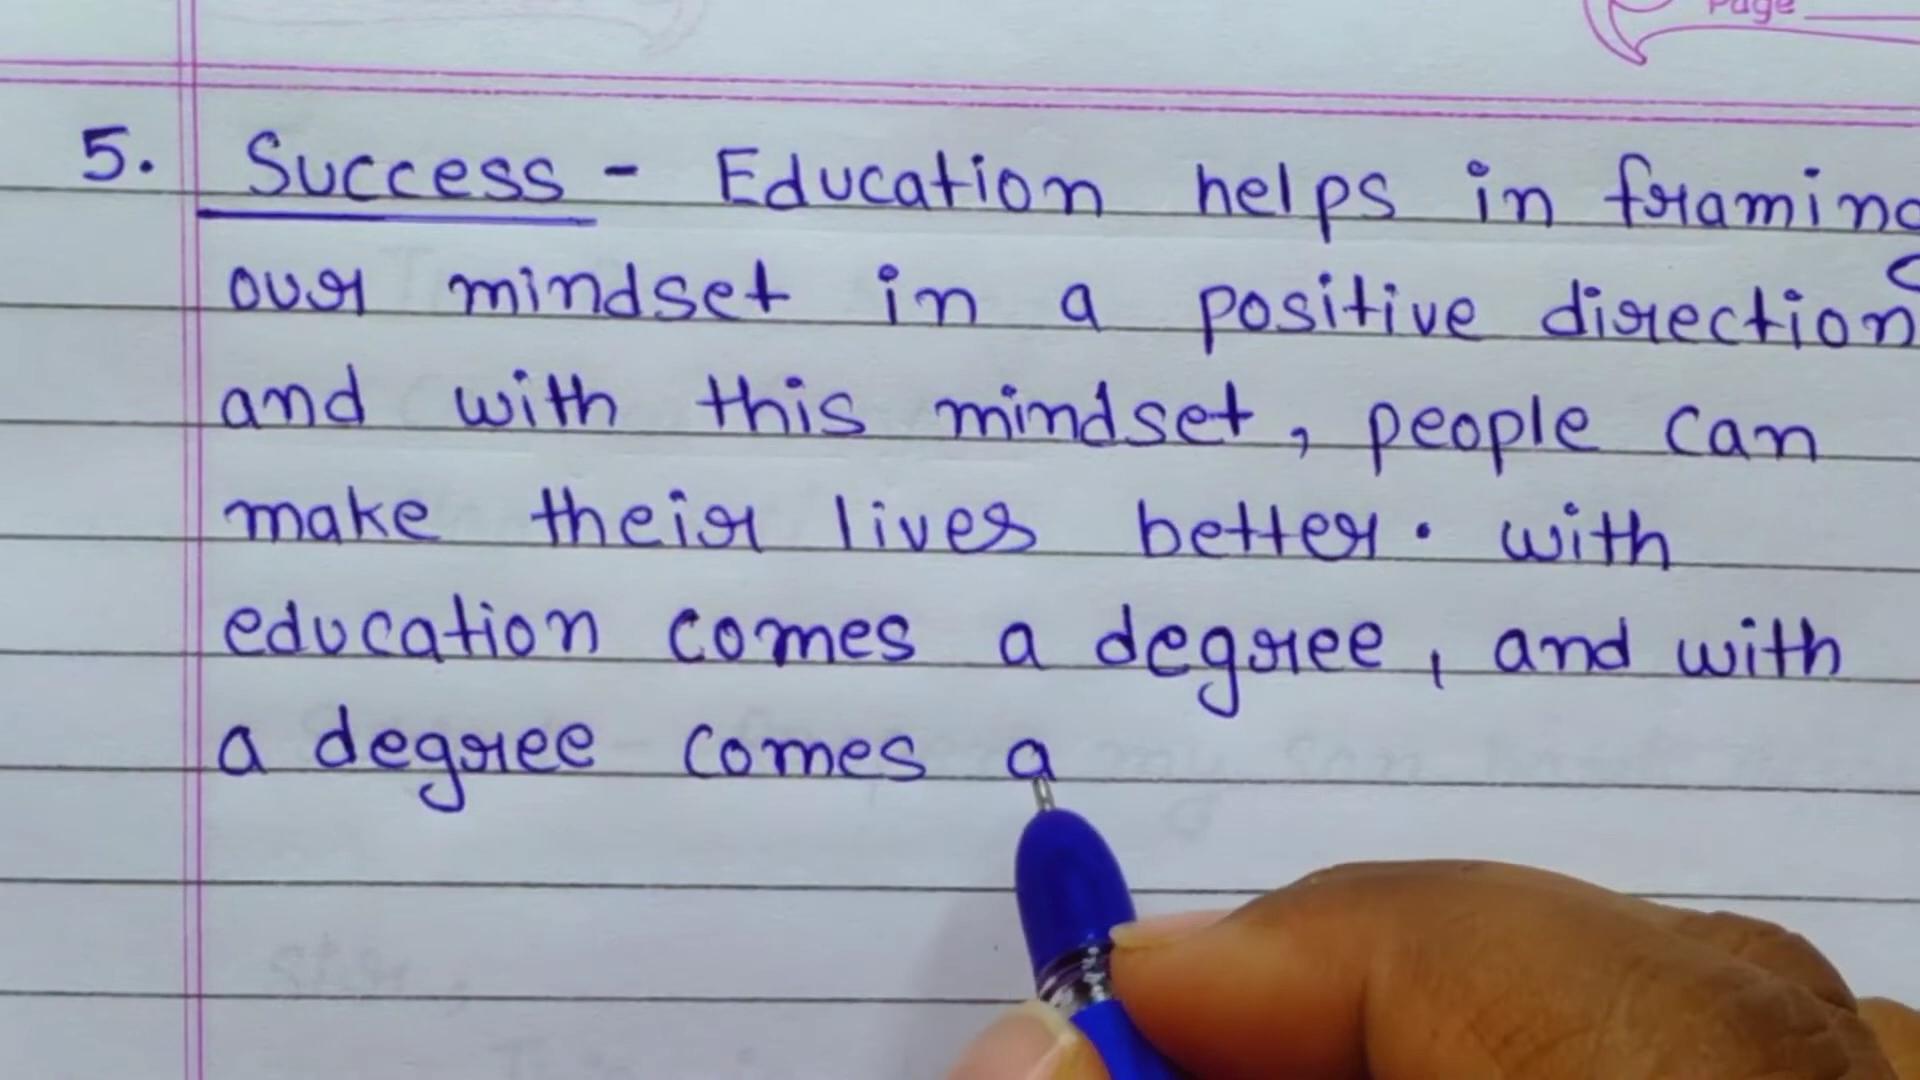 Page
5. Success - Education helps in framing
our mindset in a positive direction
and with this mindset, people can
make their lives better. with
education comes a degree, and with
a degree comes a